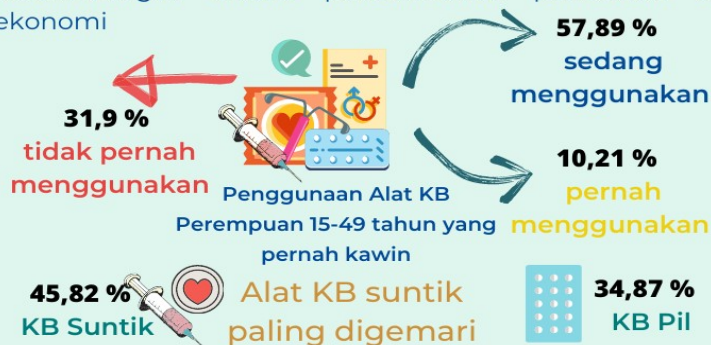 ekonomi
57,89 %
sedang
menggunakan
31,9 %
tidak pernah
menggunakan
10,21 %
pernah
menggunakan
Penggunaan Alat KB
Perempuan 15-49 tahun yang
pernah kawin
45,82 %
KB Suntik
Alat KB suntik
paling digemari
34,87 %
KB Pil